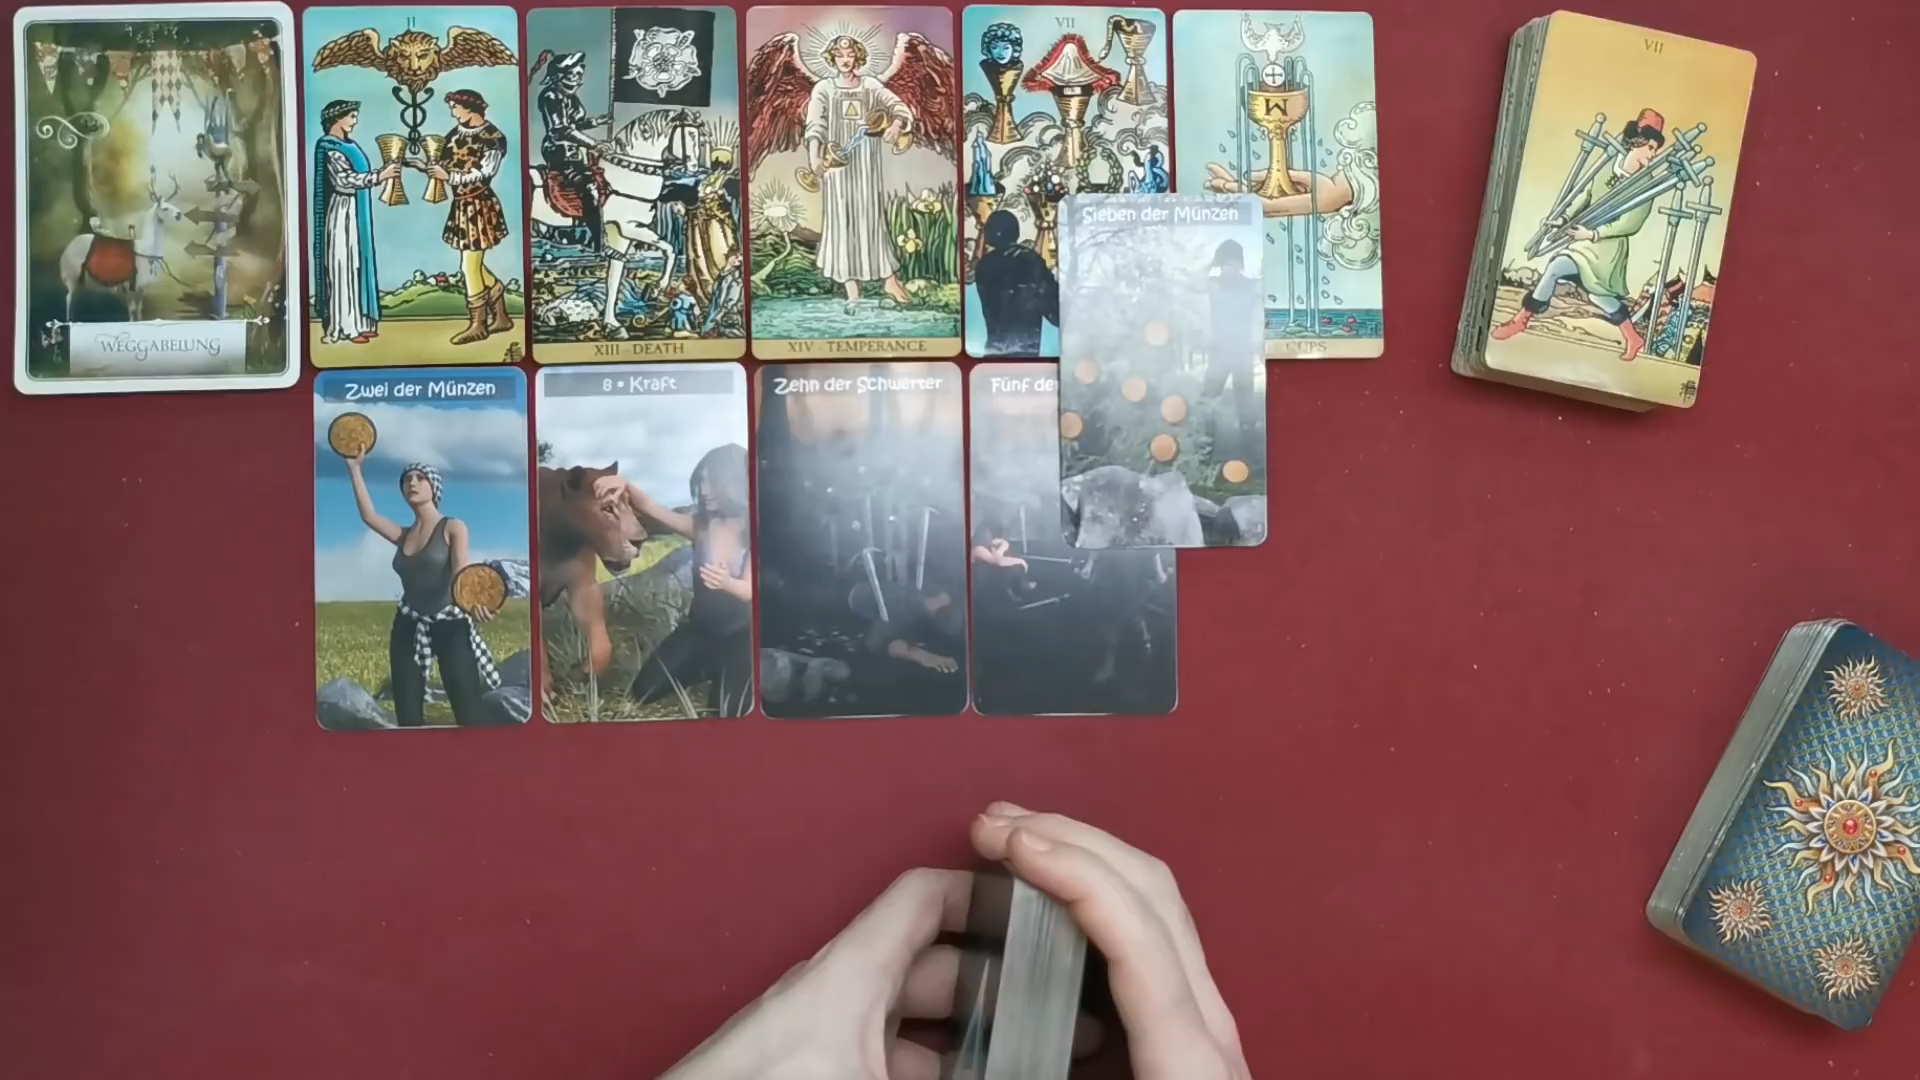 II
VII
VII
WEGGABELUNG
XIII - DEATH
XIV - TEMPERANCE
CUPS
Sieben der Münzen
Zwei der Münzen
8 • Kraft
Zehn der Schwerter
Fünf der